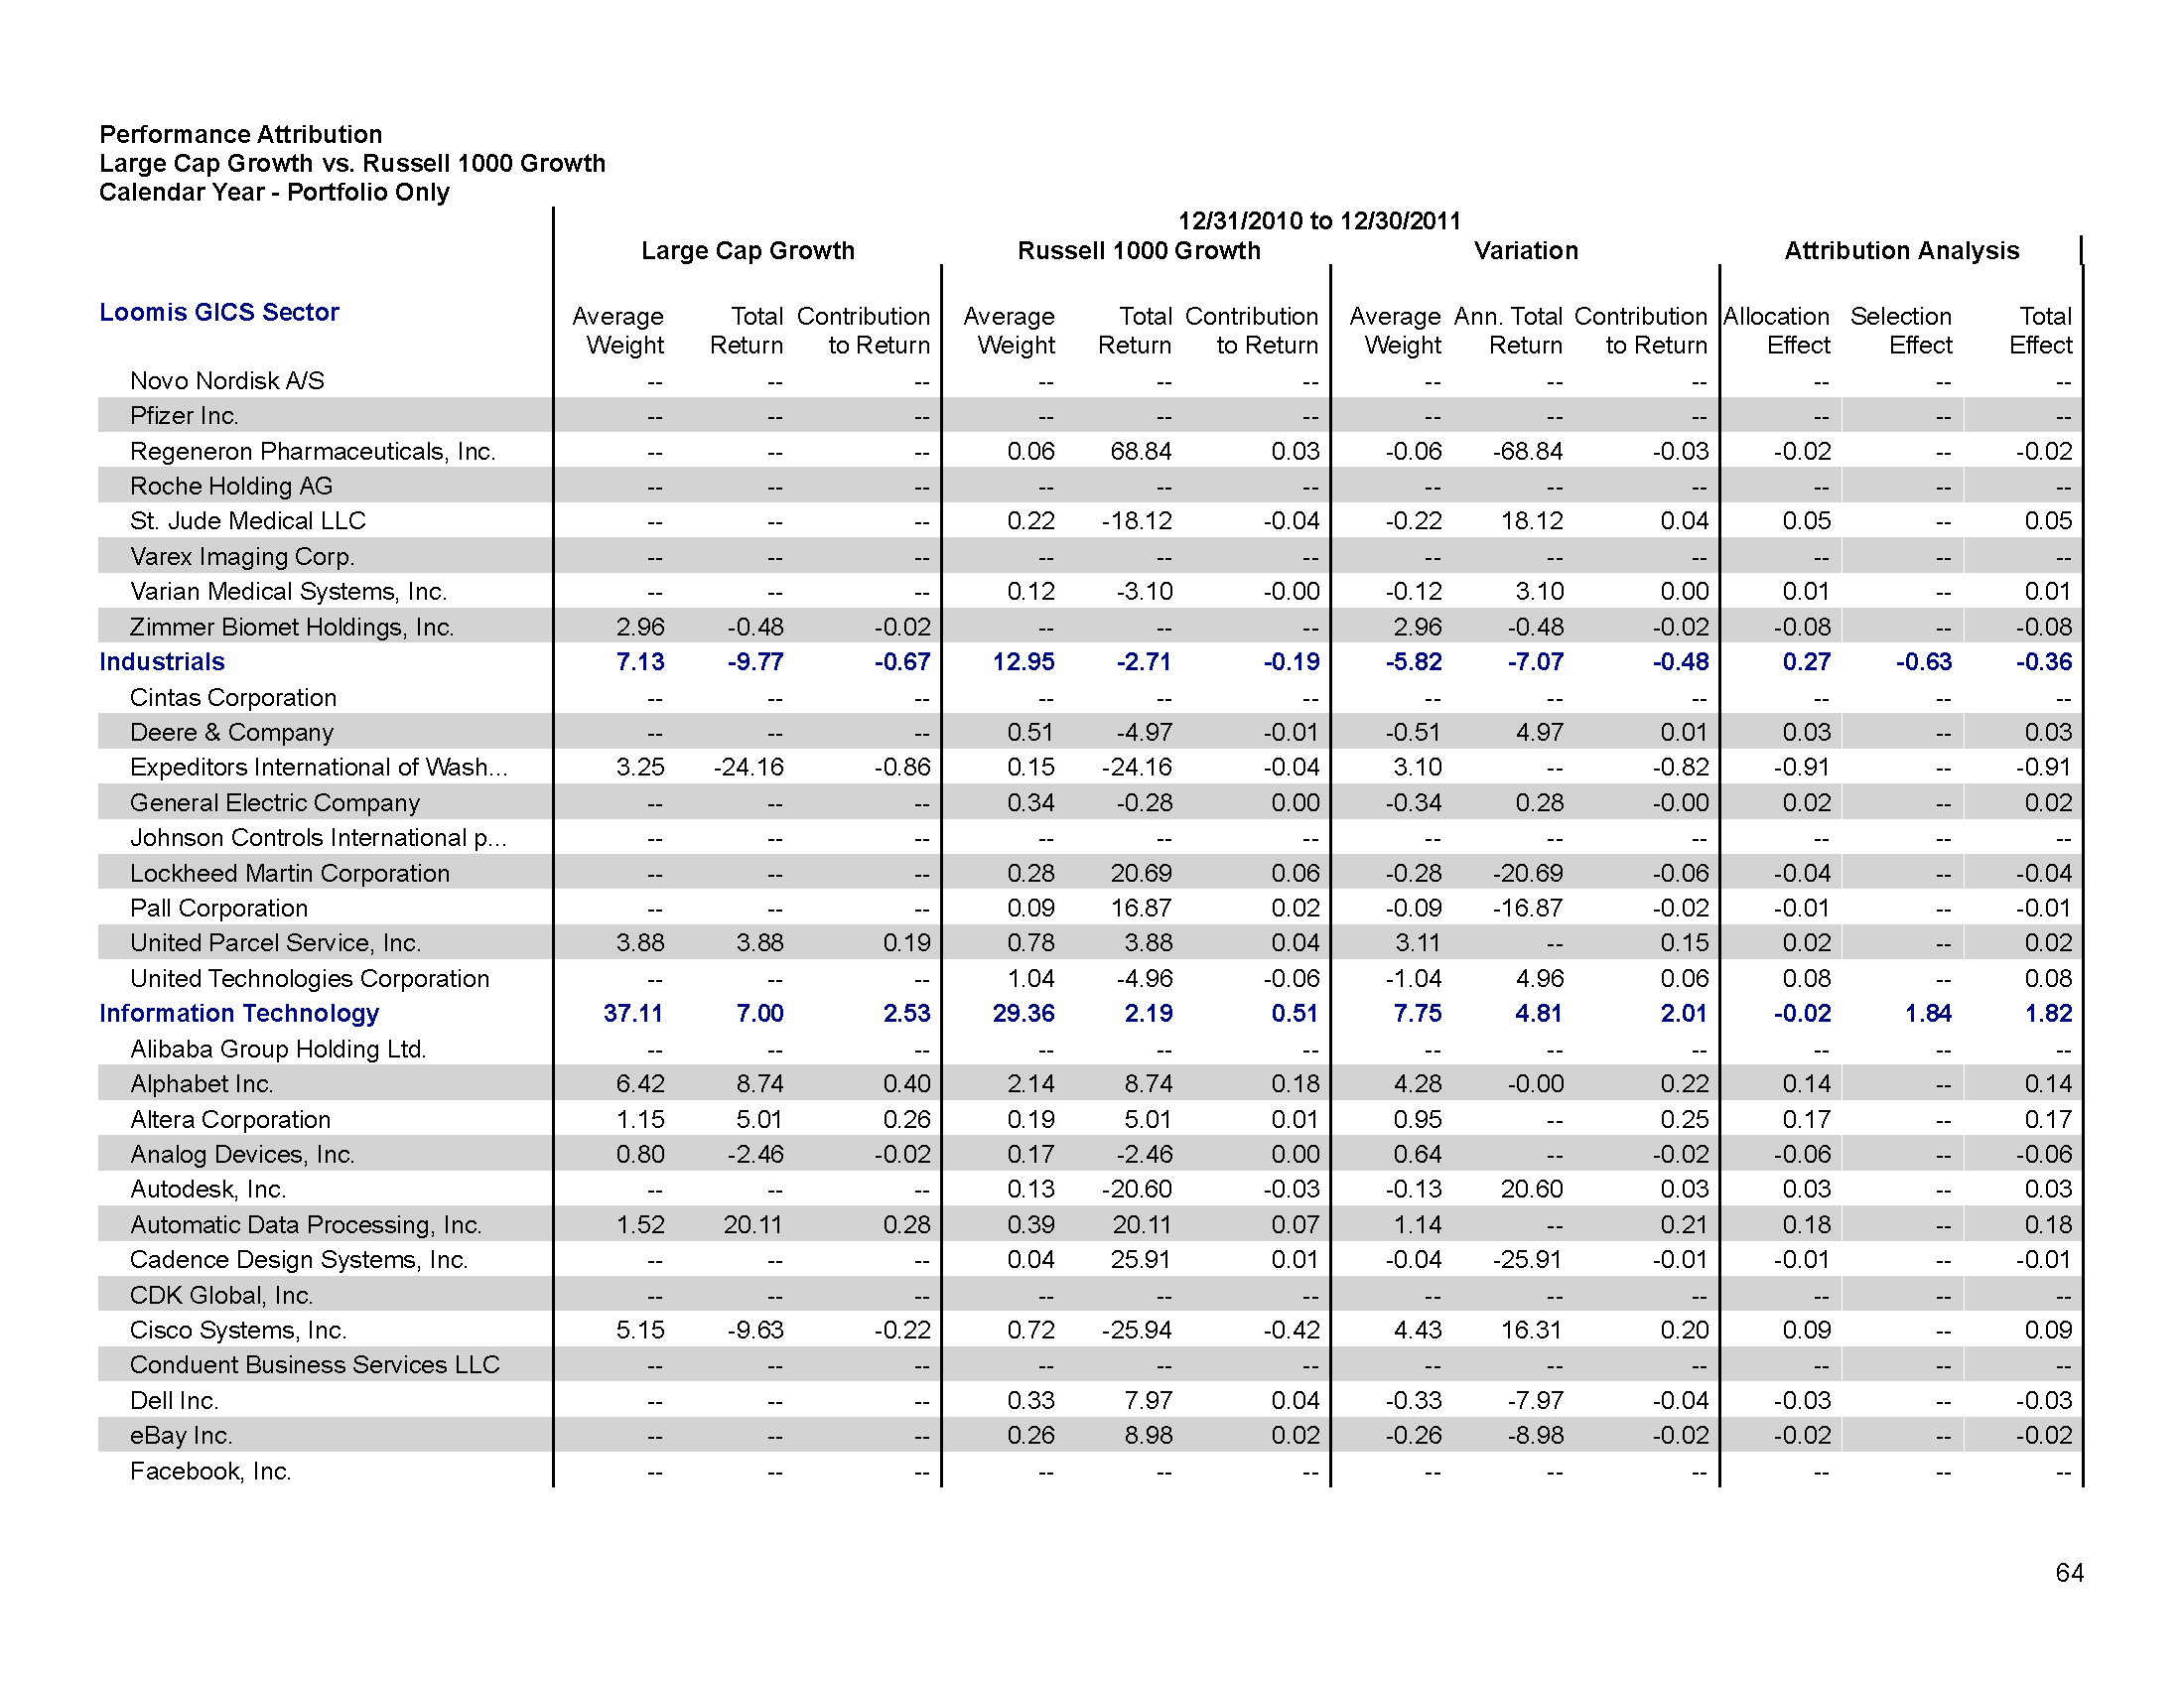 Performance Attribution
Large Cap Growth vs. Russell 1000 Growth
Calendar Year - Portfolio Only
12/31/2010 to 12/30/2011
Large Cap Growth Russell 1000 Growth Variation Attribution Analysis
Loomis GICS Sector
Average Total Contribution Average Total Contribution Average Ann. Total Contribution Allocation Selection Total
Weight Return to Return Weight Return to Return Weight Return to Return Effect Effect Effect
Novo Nordisk A/S -- -- -- -- -- -- -- -- -- -- -- --
Pfizer Inc. -- -- -- -- -- -- -- -- -- -- -- --
Regeneron Pharmaceuticals, Inc. -- -- -- 0.06 68.84 0.03 -0.06 -68.84 -0.03 -0.02 -- -0.02
Roche Holding AG -- -- -- -- -- -- -- -- -- -- -- --
St. Jude Medical LLC -- -- -- 0.22 -18.12 -0.04 -0.22 18.12 0.04 0.05 -- 0.05
Varex Imaging Corp. -- -- -- -- -- -- -- -- -- -- -- --
Varian Medical Systems, Inc. -- -- -- 0.12 -3.10 -0.00 -0.12 3.10 0.00 0.01 -- 0.01
Zimmer Biomet Holdings, Inc. 2.96 -0.48 -0.02 -- -- -- 2.96 -0.48 -0.02 -0.08 -- -0.08
Industrials 7.13 -9.77 -0.67 12.95 -2.71 -0.19 -5.82 -7.07 -0.48 0.27 -0.63 -0.36
Cintas Corporation -- -- -- -- -- -- -- -- -- -- -- --
Deere & Company -- -- -- 0.51 -4.97 -0.01 -0.51 4.97 0.01 0.03 -- 0.03
Expeditors International of Wash... 3.25 -24.16 -0.86 0.15 -24.16 -0.04 3.10 -- -0.82 -0.91 -- -0.91
General Electric Company -- -- -- 0.34 -0.28 0.00 -0.34 0.28 -0.00 0.02 -- 0.02
Johnson Controls International p... -- -- -- -- -- -- -- -- -- -- -- --
Lockheed Martin Corporation -- -- -- 0.28 20.69 0.06 -0.28 -20.69 -0.06 -0.04 -- -0.04
Pall Corporation -- -- -- 0.09 16.87 0.02 -0.09 -16.87 -0.02 -0.01 -- -0.01
United Parcel Service, Inc. 3.88 3.88 0.19 0.78 3.88 0.04 3.11 -- 0.15 0.02 -- 0.02
United Technologies Corporation -- -- -- 1.04 -4.96 -0.06 -1.04 4.96 0.06 0.08 -- 0.08
Information Technology 37.11 7.00 2.53 29.36 2.19 0.51 7.75 4.81 2.01 -0.02 1.84 1.82
Alibaba Group Holding Ltd. -- -- -- -- -- -- -- -- -- -- -- --
Alphabet Inc. 6.42 8.74 0.40 2.14 8.74 0.18 4.28 -0.00 0.22 0.14 -- 0.14
Altera Corporation 1.15 5.01 0.26 0.19 5.01 0.01 0.95 -- 0.25 0.17 -- 0.17
Analog Devices, Inc. 0.80 -2.46 -0.02 0.17 -2.46 0.00 0.64 -- -0.02 -0.06 -- -0.06
Autodesk, Inc. -- -- -- 0.13 -20.60 -0.03 -0.13 20.60 0.03 0.03 -- 0.03
Automatic Data Processing, Inc. 1.52 20.11 0.28 0.39 20.11 0.07 1.14 -- 0.21 0.18 -- 0.18
Cadence Design Systems, Inc. -- -- -- 0.04 25.91 0.01 -0.04 -25.91 -0.01 -0.01 -- -0.01
CDK Global, Inc. -- -- -- -- -- -- -- -- -- -- -- --
Cisco Systems, Inc. 5.15 -9.63 -0.22 0.72 -25.94 -0.42 4.43 16.31 0.20 0.09 -- 0.09
Conduent Business Services LLC -- -- -- -- -- -- -- -- -- -- -- --
Dell Inc. -- -- -- 0.33 7.97 0.04 -0.33 -7.97 -0.04 -0.03 -- -0.03
eBay Inc. -- -- -- 0.26 8.98 0.02 -0.26 -8.98 -0.02 -0.02 -- -0.02
Facebook, Inc. -- -- -- -- -- -- -- -- -- -- -- --
64